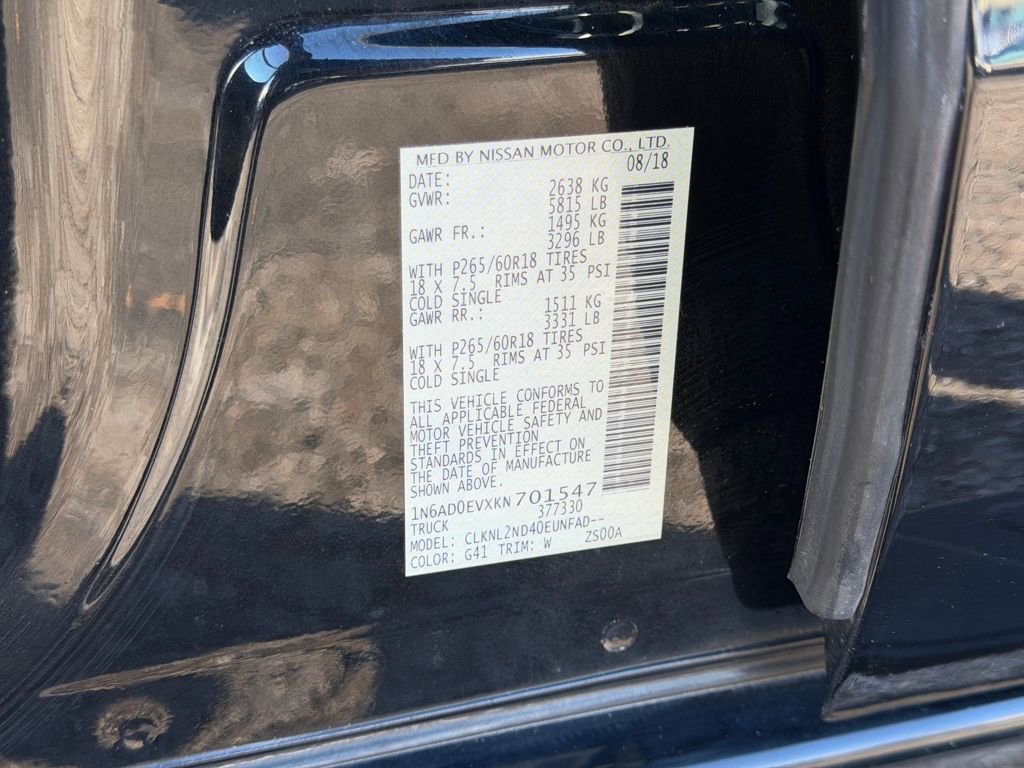 MFD BY NISSAN MOTOR CO., LTD.
DATE: 08/18
GVWR: 2638 KG
5815 LB
GAWR FR.: 1495 KG
3296 LB
WITH P265/60R18 TIRES
18 X 7.5 RIMS AT 35 PSI
COLD SINGLE
GAWR RR.: 1511 KG
3331 LB
WITH P265/60R18 TIRES
18 X 7.5 RIMS AT 35 PSI
COLD SINGLE
THIS VEHICLE CONFORMS TO
ALL APPLICABLE FEDERAL
MOTOR VEHICLE SAFETY AND
THEFT PREVENTION
STANDARDS IN EFFECT ON
THE DATE OF MANUFACTURE
SHOWN ABOVE.
1N6AD0EVXKN701547
TRUCK 377330
MODEL: CLKNL2ND40EUNFAD--
COLOR: G41 TRIM: W ZS00A